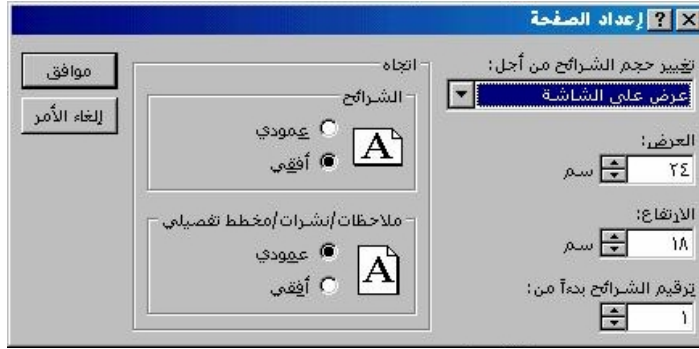 إعداد الصفحة
تغيير حجم الشرائح من أجل:
عرض على الشاشة
العرض:
٢٤ سم
الارتفاع:
١٨ سم
ترقيم الشرائح بدءآ من:
١
اتجاه
الشرائح
عمودي
أفقي
ملاحظات/نشرات/مخطط تفصيلي
عمودي
أفقي
موافق
إلغاء الأمر